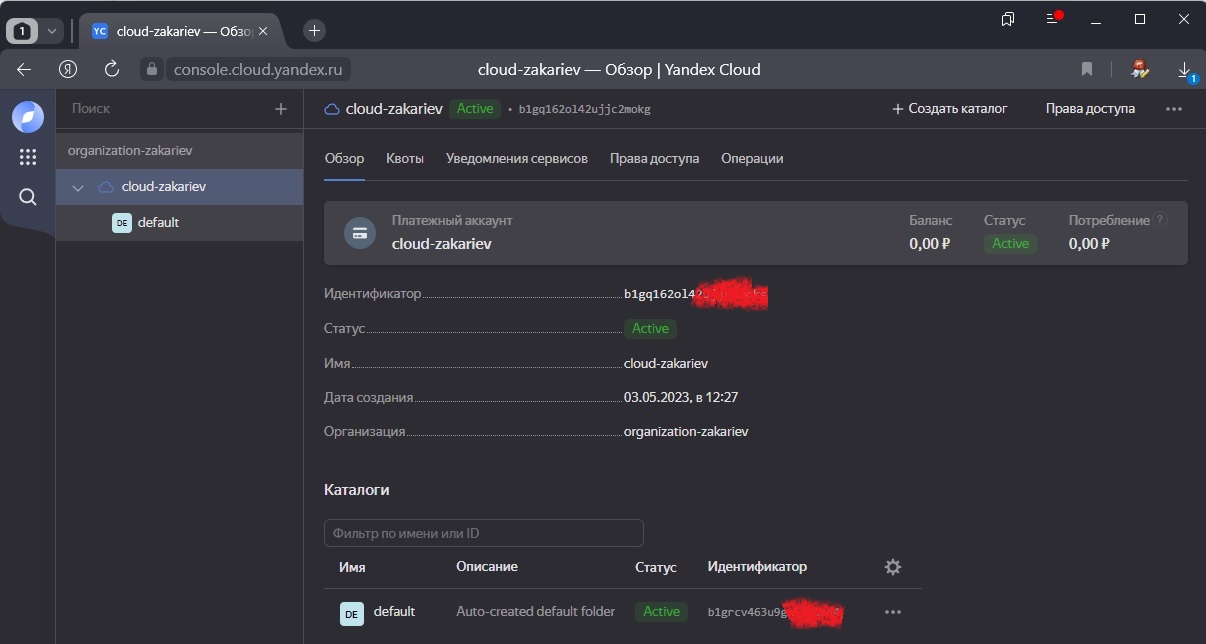 1
YC cloud-zakariev — Обзо
Я console.cloud.yandex.ru cloud-zakariev — Обзор | Yandex Cloud 1
Поиск
organization-zakariev
cloud-zakariev
DE default
cloud-zakariev Active • b1gq162ol42ujjc2mokg Создать каталог Права доступа
Обзор Квоты Уведомления сервисов Права доступа Операции
Платежный аккаунт Баланс Статус Потребление ?
cloud-zakariev 0,00 ₽ Active 0,00 ₽
Идентификатор b1gq162ol42
Статус Active
Имя cloud-zakariev
Дата создания 03.05.2023, в 12:27
Организация organization-zakariev
Каталоги
Фильтр по имени или ID
Имя Описание Статус Идентификатор
DE default Auto-created default folder Active b1grcv463u9g